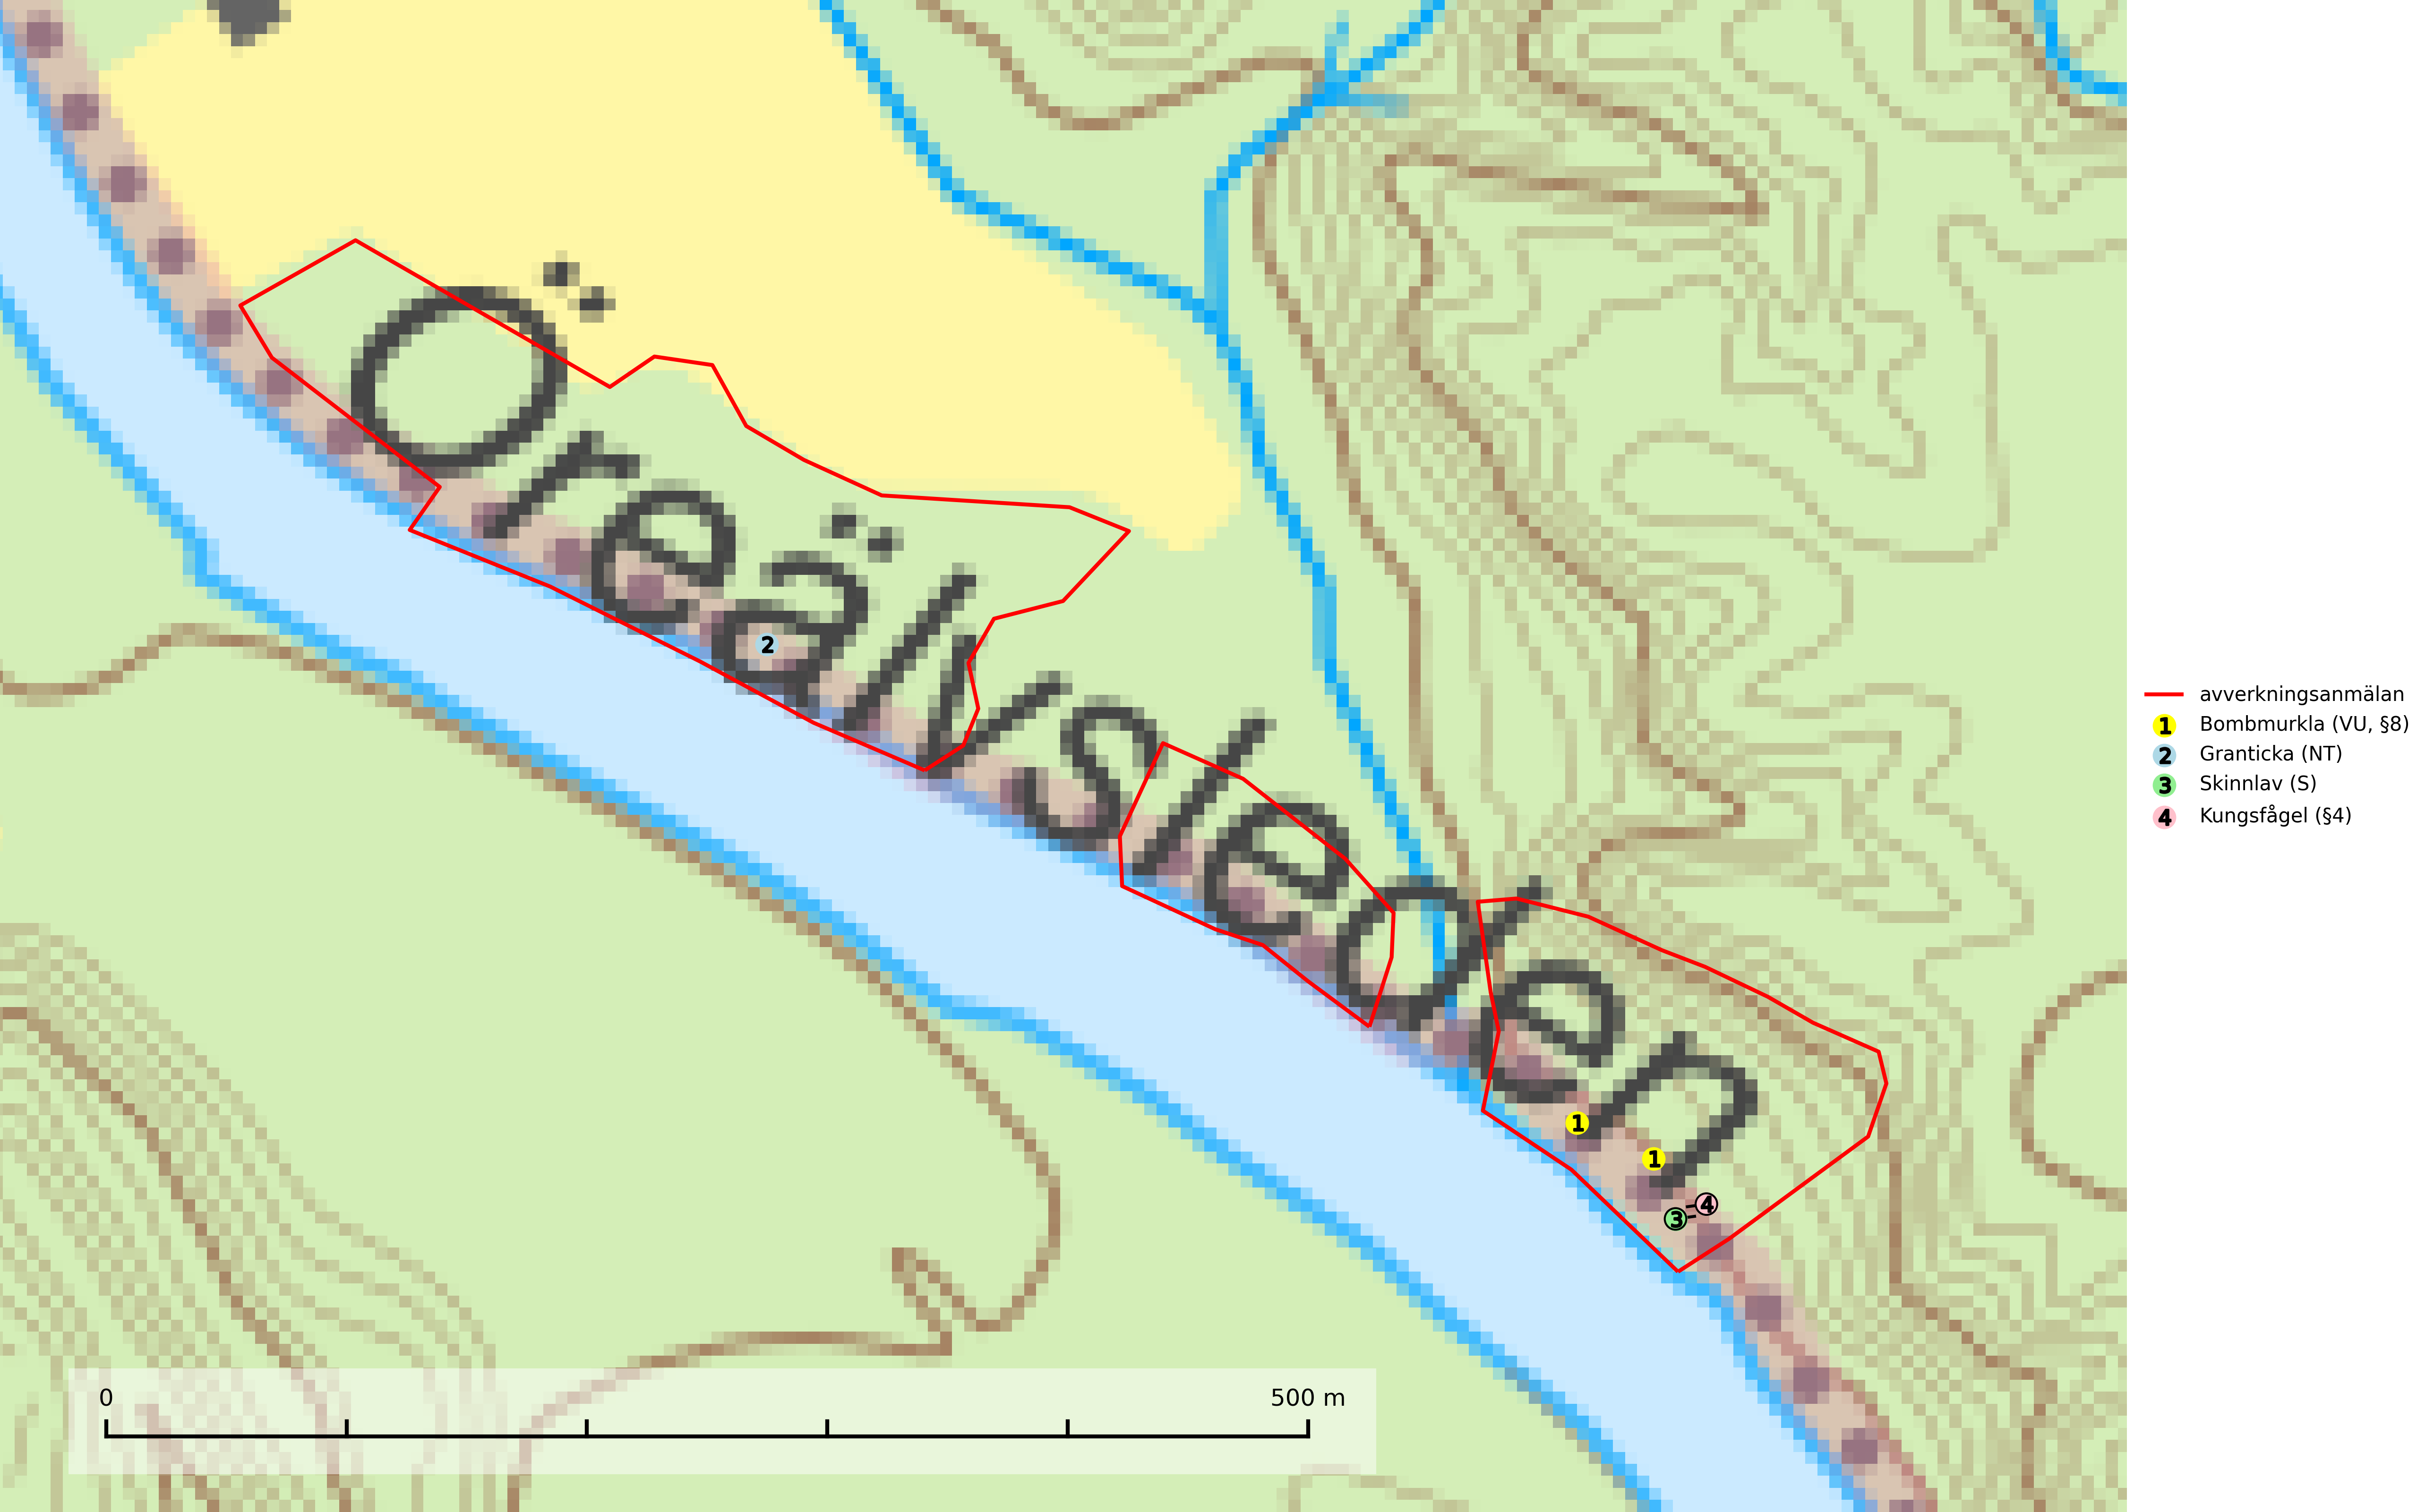 Öreälvsleden
2
1
1
4
3
0
500 m
avverkningsanmälan
1 Bombmurkla (VU, §8)
2 Granticka (NT)
3 Skinnlav (S)
4 Kungsfågel (§4)